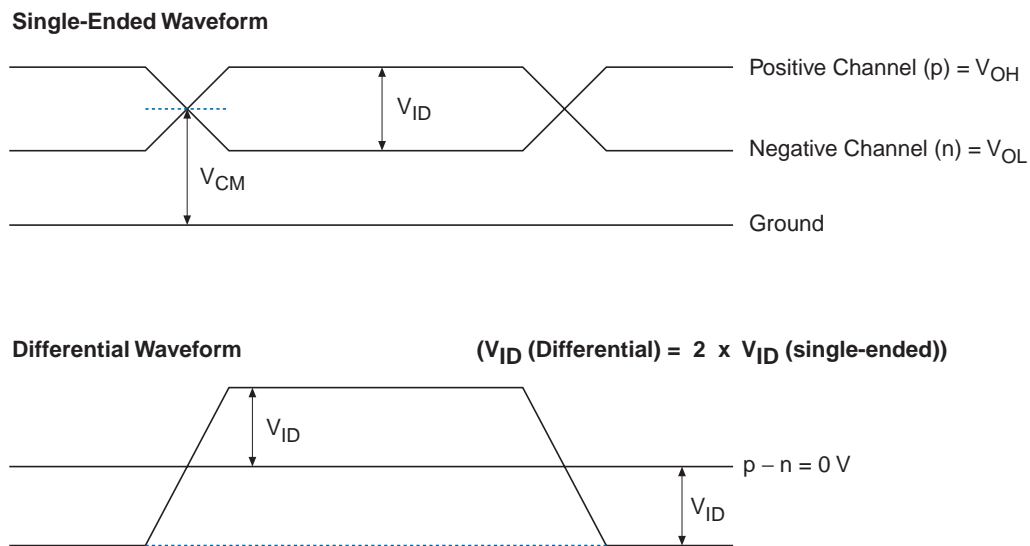 Single-Ended Waveform
Positive Channel (p) = VOH
VID
Negative Channel (n) = VOL
VCM
Ground
Differential Waveform (VID (Differential) = 2 x VID (single-ended))
VID
p − n = 0 V
VID